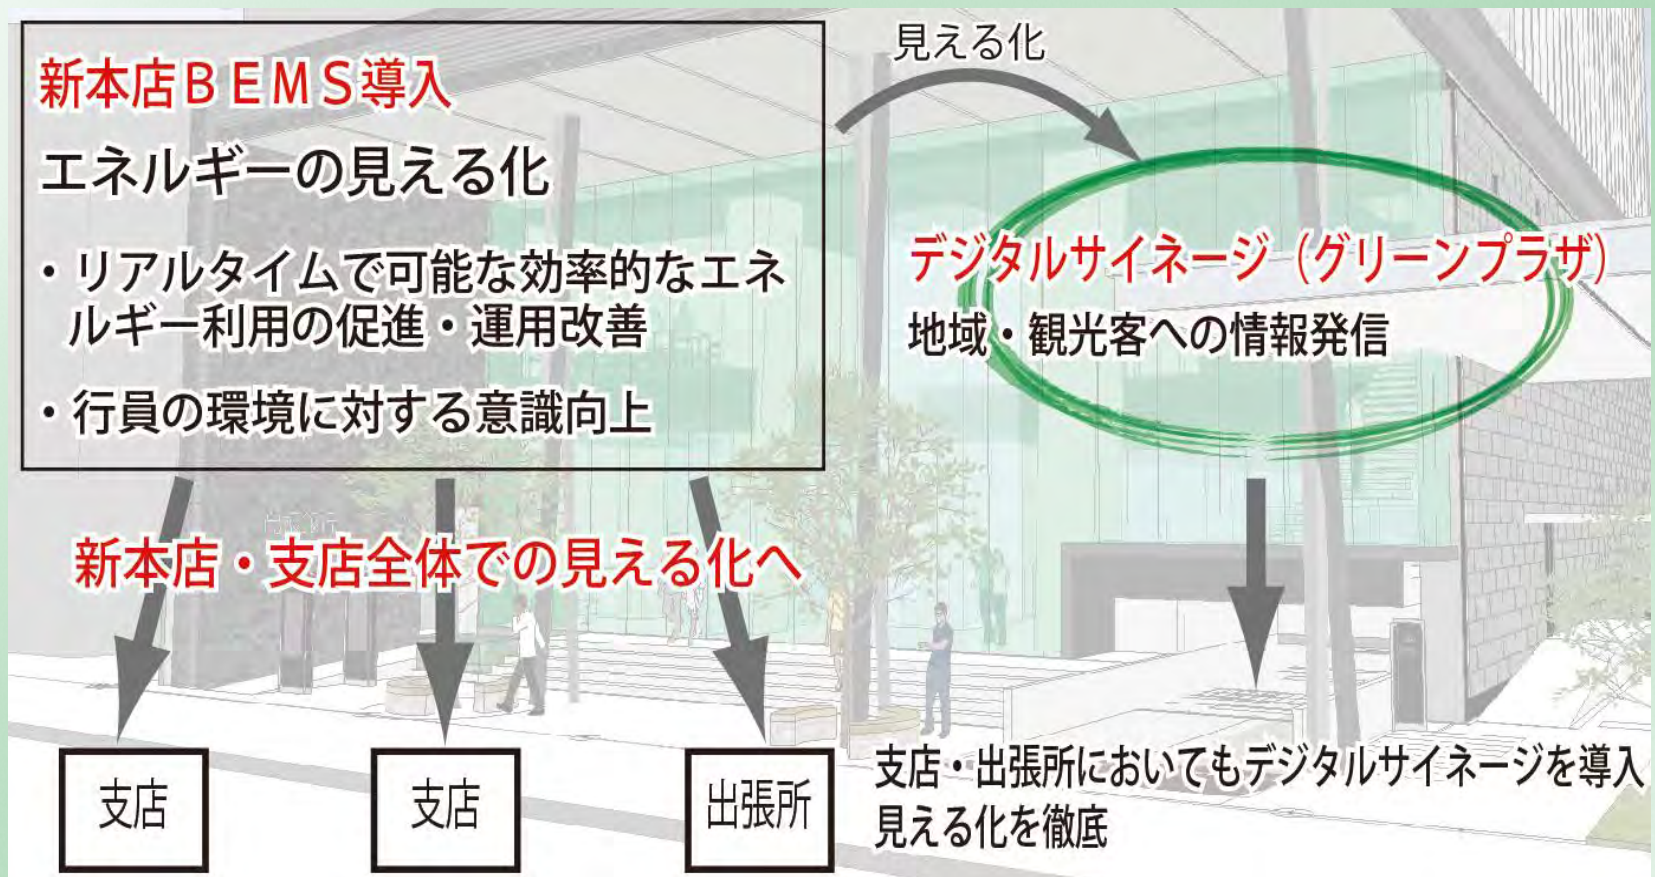 新本店ＢＥＭＳ導入
エネルギーの見える化
・リアルタイムで可能な効率的なエネ
ルギー利用の促進・運用改善
・行員の環境に対する意識向上
見える化
デジタルサイネージ（グリーンプラザ）
地域・観光客への情報発信
新本店・支店全体での見える化へ
支店
支店
出張所
支店・出張所においてもデジタルサイネージを導入
見える化を徹底